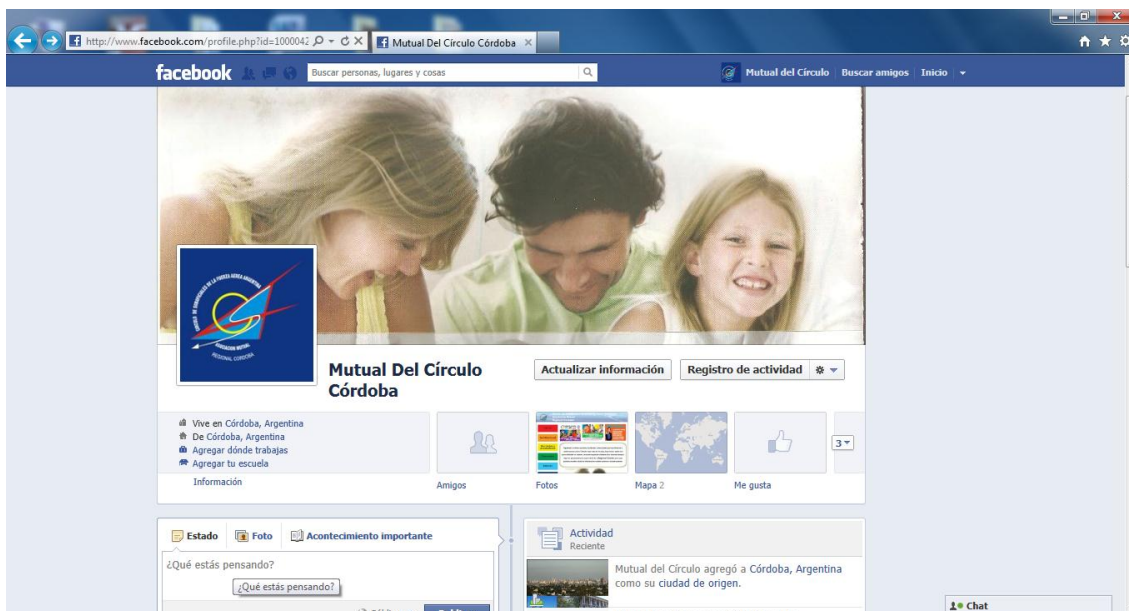 http://www.facebook.com/profile.php?id=100004
Mutual Del Círculo Córdoba
facebook
Buscar personas, lugares y cosas
Mutual del Círculo
Buscar amigos
Inicio
ASOCIACION MUTUAL
REGIONAL CORDOBA
Mutual Del Círculo
Córdoba
Actualizar información
Registro de actividad
Vive en Córdoba, Argentina
De Córdoba, Argentina
Agregar dónde trabajas
Agregar tu escuela
Información
Amigos
Fotos
Mapa 2
Me gusta
3
Estado
Foto
Acontecimiento importante
¿Qué estás pensando?
¿Qué estás pensando?
Actividad
Reciente
Mutual del Círculo agregó a Córdoba, Argentina
como su ciudad de origen.
Chat